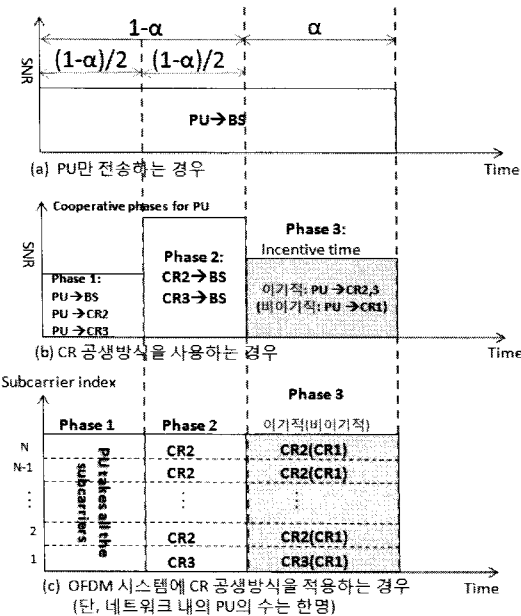 1-α
α
(1-α)/2
(1-α)/2
SNR
PU→BS
Time
(a) PU만 전송하는 경우
Cooperative phases for PU
SNR
Phase 1:
PU→BS
PU→CR2
PU→CR3
Phase 2:
CR2→BS
CR3→BS
Phase 3:
Incentive time
이기적: PU→CR2,3
(비이기적: PU→CR1)
Time
(b) CR 공생방식을 사용하는 경우
Subcarrier index
Phase 1
Phase 2
Phase 3
이기적(비이기적)
N
CR2
CR2(CR1)
N-1
CR2
CR2(CR1)
⋮
⋮
⋮
2
CR2
CR2(CR1)
1
CR3
CR3(CR1)
PU takes all the
subcarriers
Time
(c) OFDM 시스템에 CR 공생방식을 적용하는 경우
(단, 네트워크 내의 PU의 수는 한명)